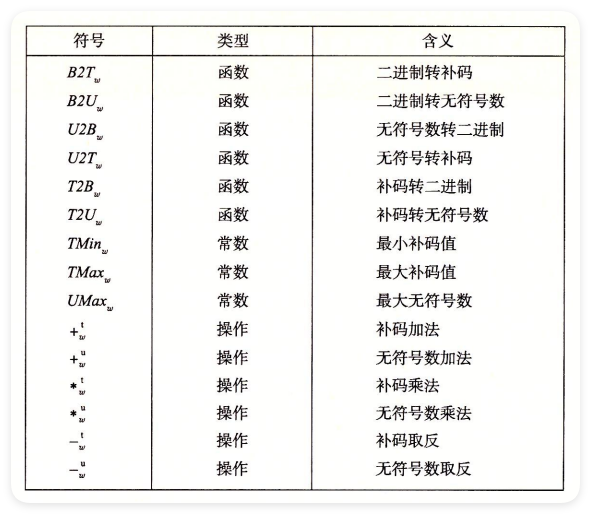 符号 类型 含义
B2T_w 函数 二进制转补码
B2U_w 函数 二进制转无符号数
U2B_w 函数 无符号数转二进制
U2T_w 函数 无符号转补码
T2B_w 函数 补码转二进制
T2U_w 函数 补码转无符号数
TMin_w 常数 最小补码值
TMax_w 常数 最大补码值
UMax_w 常数 最大无符号数
+^t_w 操作 补码加法
+^u_w 操作 无符号数加法
*^t_w 操作 补码乘法
*^u_w 操作 无符号数乘法
-^t_w 操作 补码取反
-^u_w 操作 无符号数取反